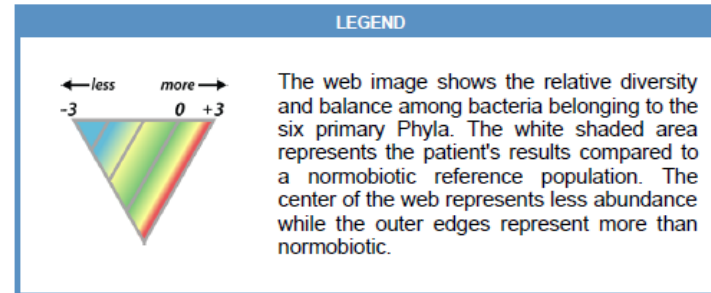 LEGEND
←less more→
-3 0 +3
The web image shows the relative diversity
and balance among bacteria belonging to the
six primary Phyla. The white shaded area
represents the patient's results compared to
a normobiotic reference population. The
center of the web represents less abundance
while the outer edges represent more than
normobiotic.